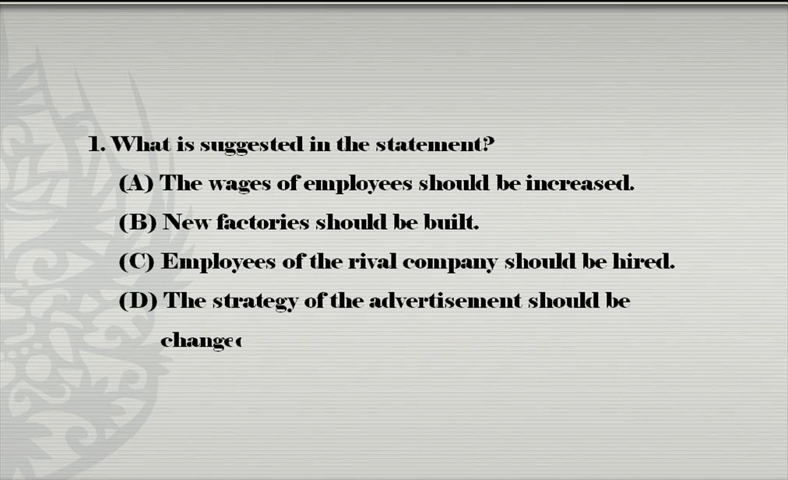 1. What is suggested in the statement?
(A) The wages of employees should be increased.
(B) New factories should be built.
(C) Employees of the rival company should be hired.
(D) The strategy of the advertisement should be
change